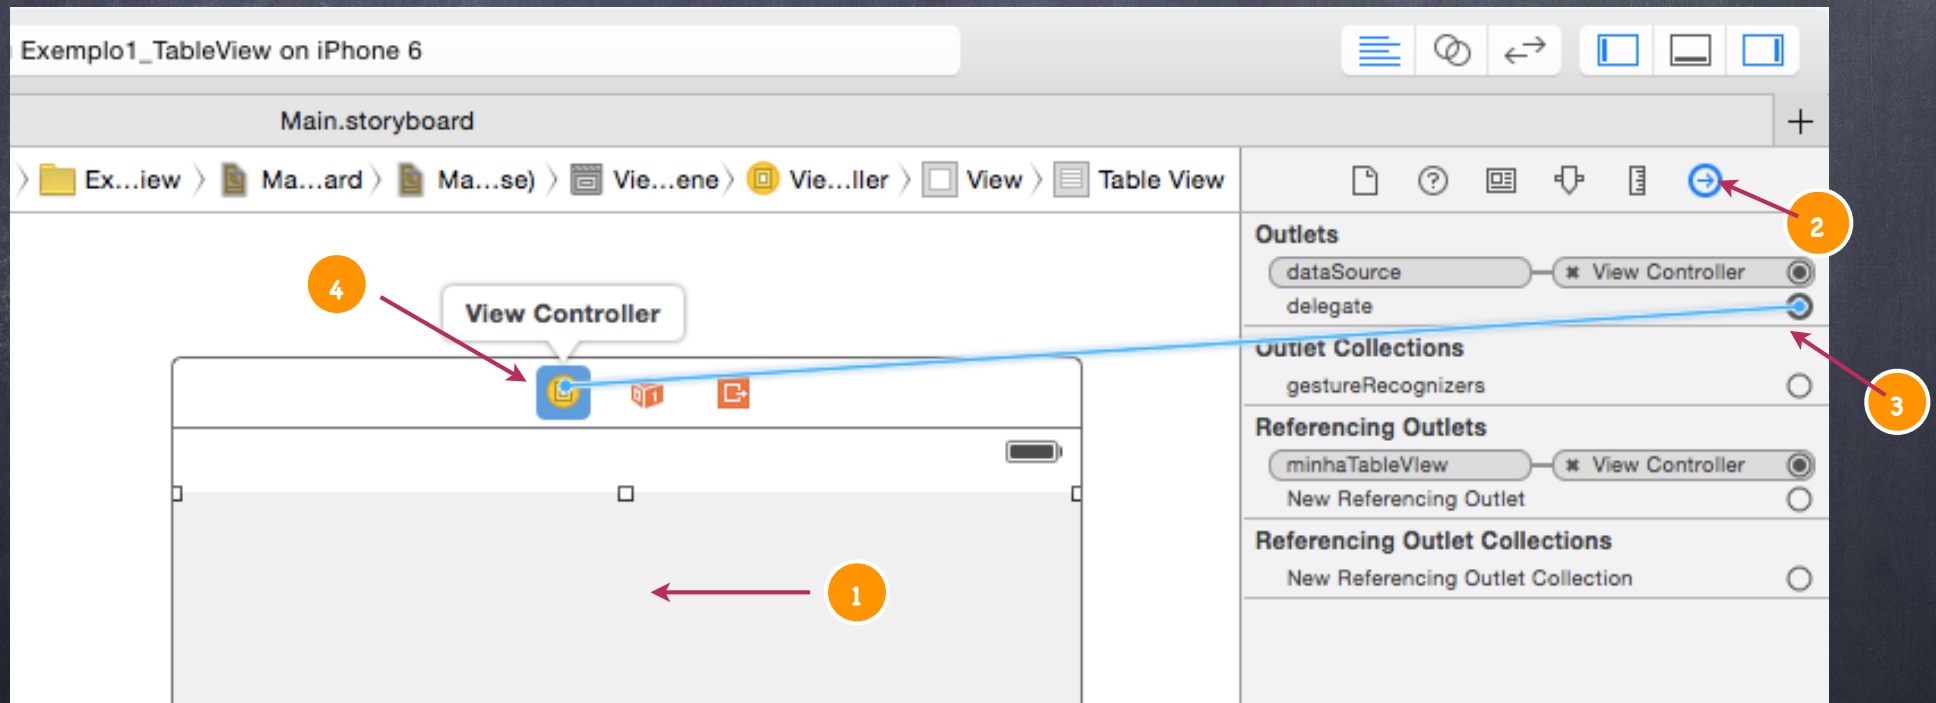 Exemplo1_TableView on iPhone 6
Main.storyboard
Ex...iew Ma...ard Ma...se) Vie...ene Vie...ller View Table View
2
Outlets
dataSource View Controller
delegate
4
View Controller
Outlet Collections
gestureRecognizers
3
Referencing Outlets
minhaTableVIew View Controller
New Referencing Outlet
Referencing Outlet Collections
New Referencing Outlet Collection
1